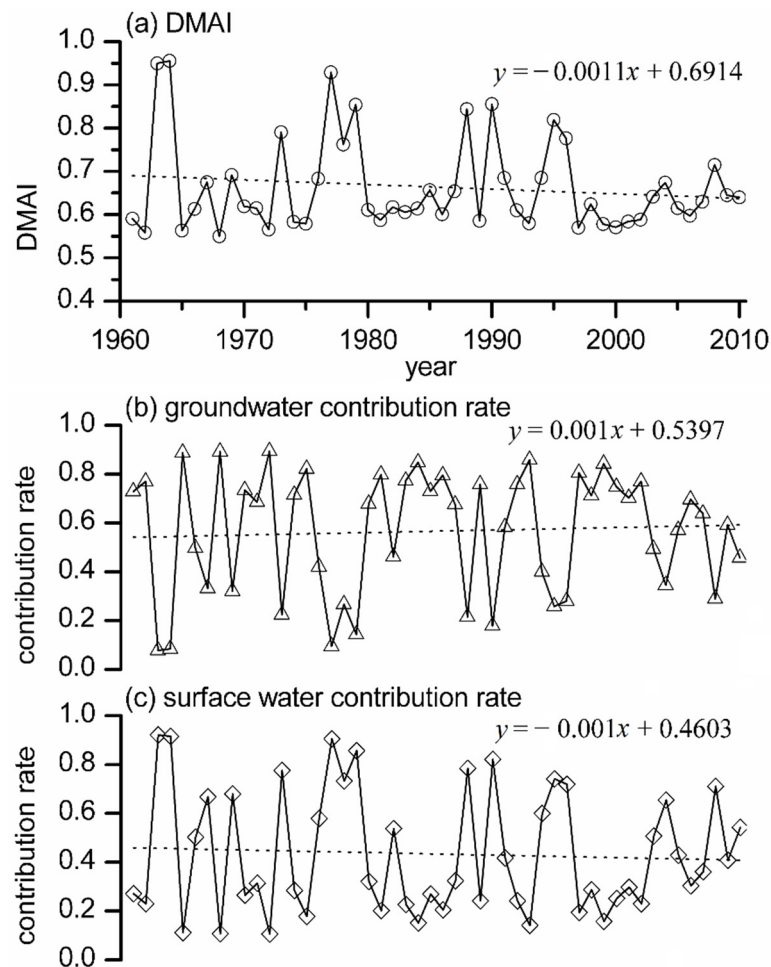 (a) DMAI
y = − 0.0011x + 0.6914
1.0
0.9
0.8
0.7
0.6
0.5
0.4
DMAI
1960 1970 1980 1990 2000 2010
year
(b) groundwater contribution rate
y = 0.001x + 0.5397
1.0
0.8
0.6
0.4
0.2
0.0
contribution rate
(c) surface water contribution rate
y = − 0.001x + 0.4603
1.0
0.8
0.6
0.4
0.2
0.0
contribution rate